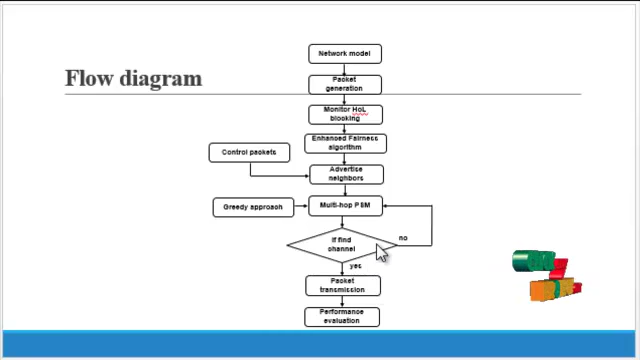 Flow diagram
Network model
Packet
generation
Monitor HoL
blocking
Enhanced Fairness
algorithm
Control packets
Advertise
neighbors
Greedy approach
Multi-hop PSM
If find
channel
no
yes
Packet
transmission
Performance
evaluation